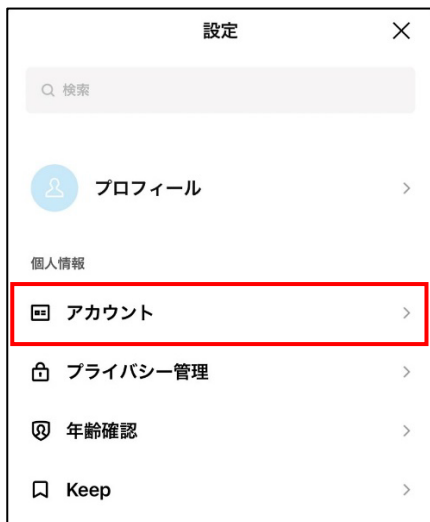 設定
検索
プロフィール
個人情報
アカウント
プライバシー管理
年齢確認
Keep